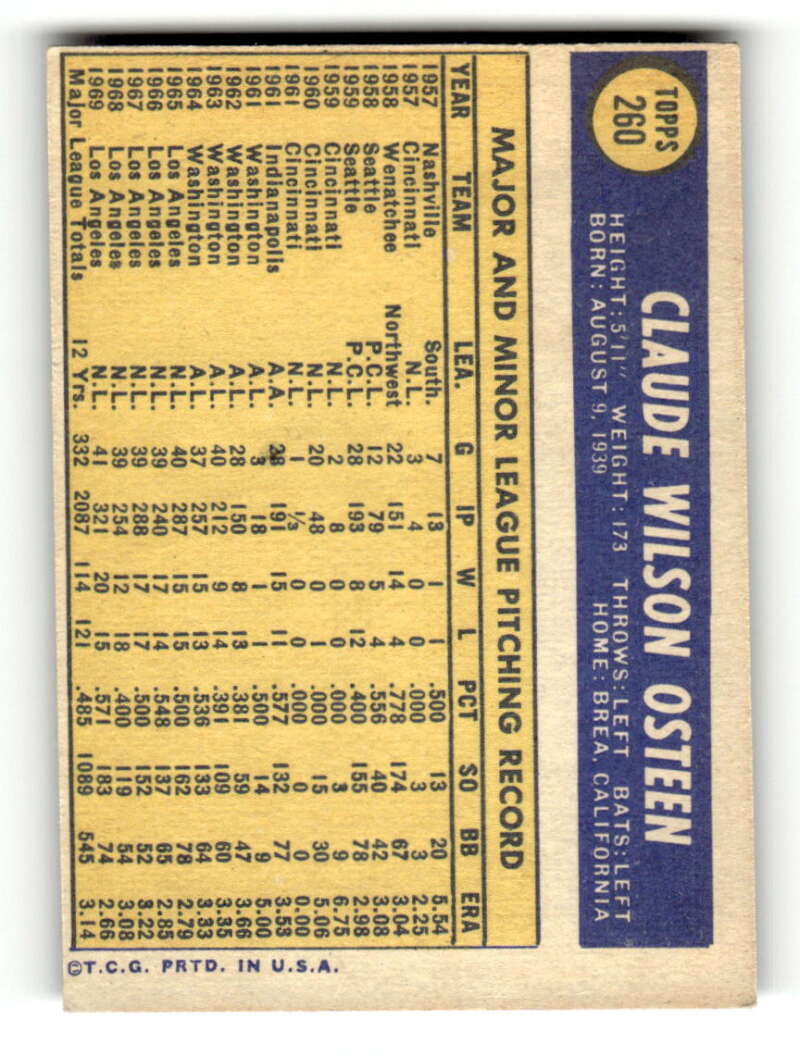 TOPPS
260
CLAUDE WILSON OSTEEN
HEIGHT: 5'11" WEIGHT: 173 THROWS: LEFT BATS: LEFT
BORN: AUGUST 9, 1939 HOME: BREA, CALIFORNIA
MAJOR AND MINOR LEAGUE PITCHING RECORD
YEAR TEAM LEA. G IP W L PCT SO BB ERA
1957 Nashville South. 7 13 1 1 .500 13 20 5.54
1957 Cincinnati N.L. 3 4 0 0 .000 3 3 2.25
1958 Wenatchee Northwest 22 151 14 4 .778 174 67 3.04
1958 Seattle P.C.L. 12 79 5 4 .556 40 42 3.08
1959 Seattle P.C.L. 28 193 8 12 .400 155 78 2.98
1959 Cincinnati N.L. 2 8 0 0 .000 3 9 6.75
1960 Cincinnati N.L. 20 48 0 1 .000 15 30 5.06
1961 Cincinnati N.L. 1 ⅓ 0 0 .000 0 0 0.00
1961 Indianapolis A.A. 28 191 15 11 .577 132 77 3.53
1961 Washington A.L. 3 18 1 1 .500 14 9 5.00
1962 Washington A.L. 28 150 8 13 .381 59 47 3.66
1963 Washington A.L. 40 212 9 14 .391 109 60 3.35
1964 Washington A.L. 37 257 15 13 .536 133 64 3.33
1965 Los Angeles N.L. 40 287 15 15 .500 162 78 2.79
1966 Los Angeles N.L. 39 240 17 14 .548 137 65 2.85
1967 Los Angeles N.L. 39 288 17 17 .500 152 52 3.22
1968 Los Angeles N.L. 39 254 12 18 .400 119 54 3.08
1969 Los Angeles N.L. 41 321 20 15 .571 183 74 2.66
Major League Totals 12 Yrs. 332 2087 114 121 .485 1089 545 3.14
©T.C.G. PRTD. IN U.S.A.